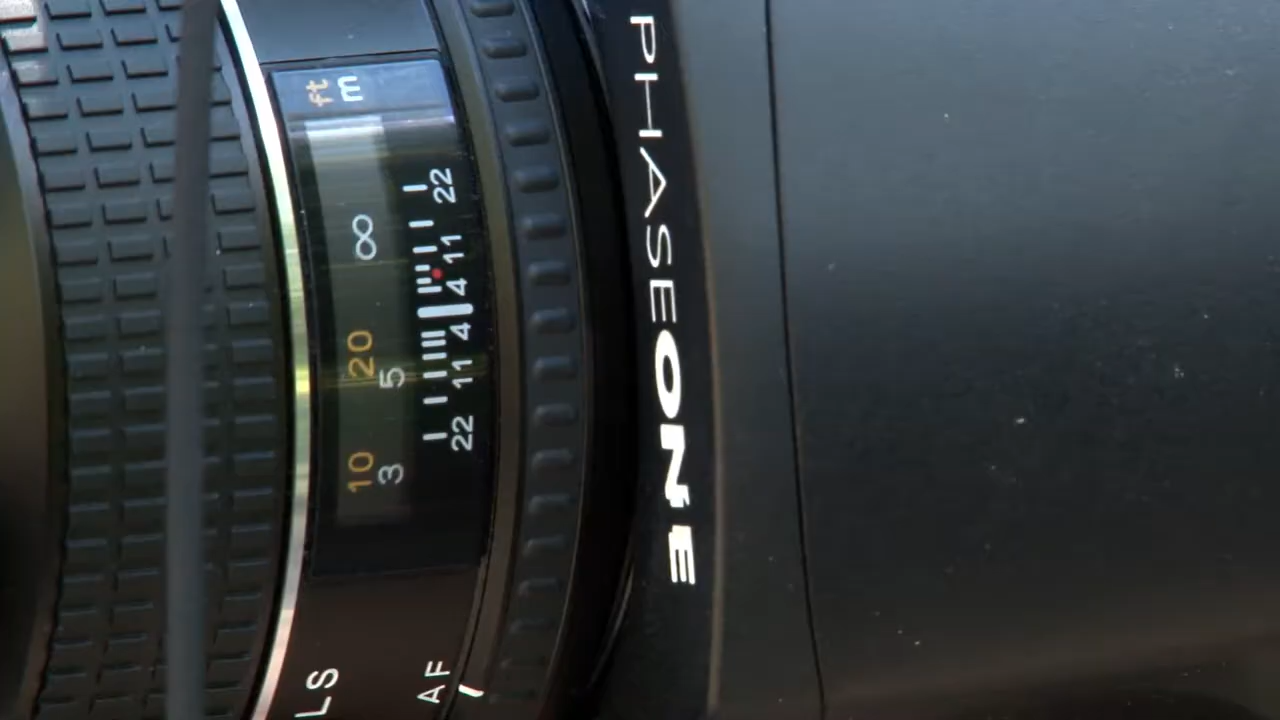 PHASEONE
ft
m
∞ 20 10
5 3
22 11 4 4 11 22
LS
AF